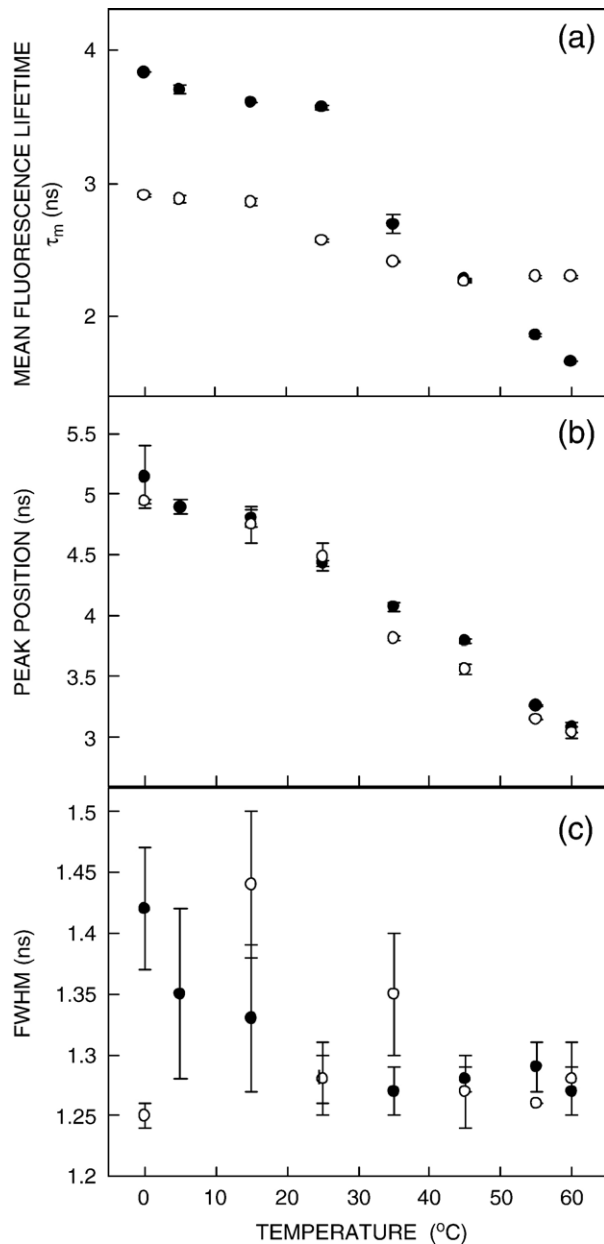 (a)
MEAN FLUORESCENCE LIFETIME
τm (ns)
4
3
2
(b)
PEAK POSITION (ns)
5.5
5
4.5
4
3.5
3
(c)
FWHM (ns)
1.5
1.45
1.4
1.35
1.3
1.25
1.2
0 10 20 30 40 50 60
TEMPERATURE (°C)